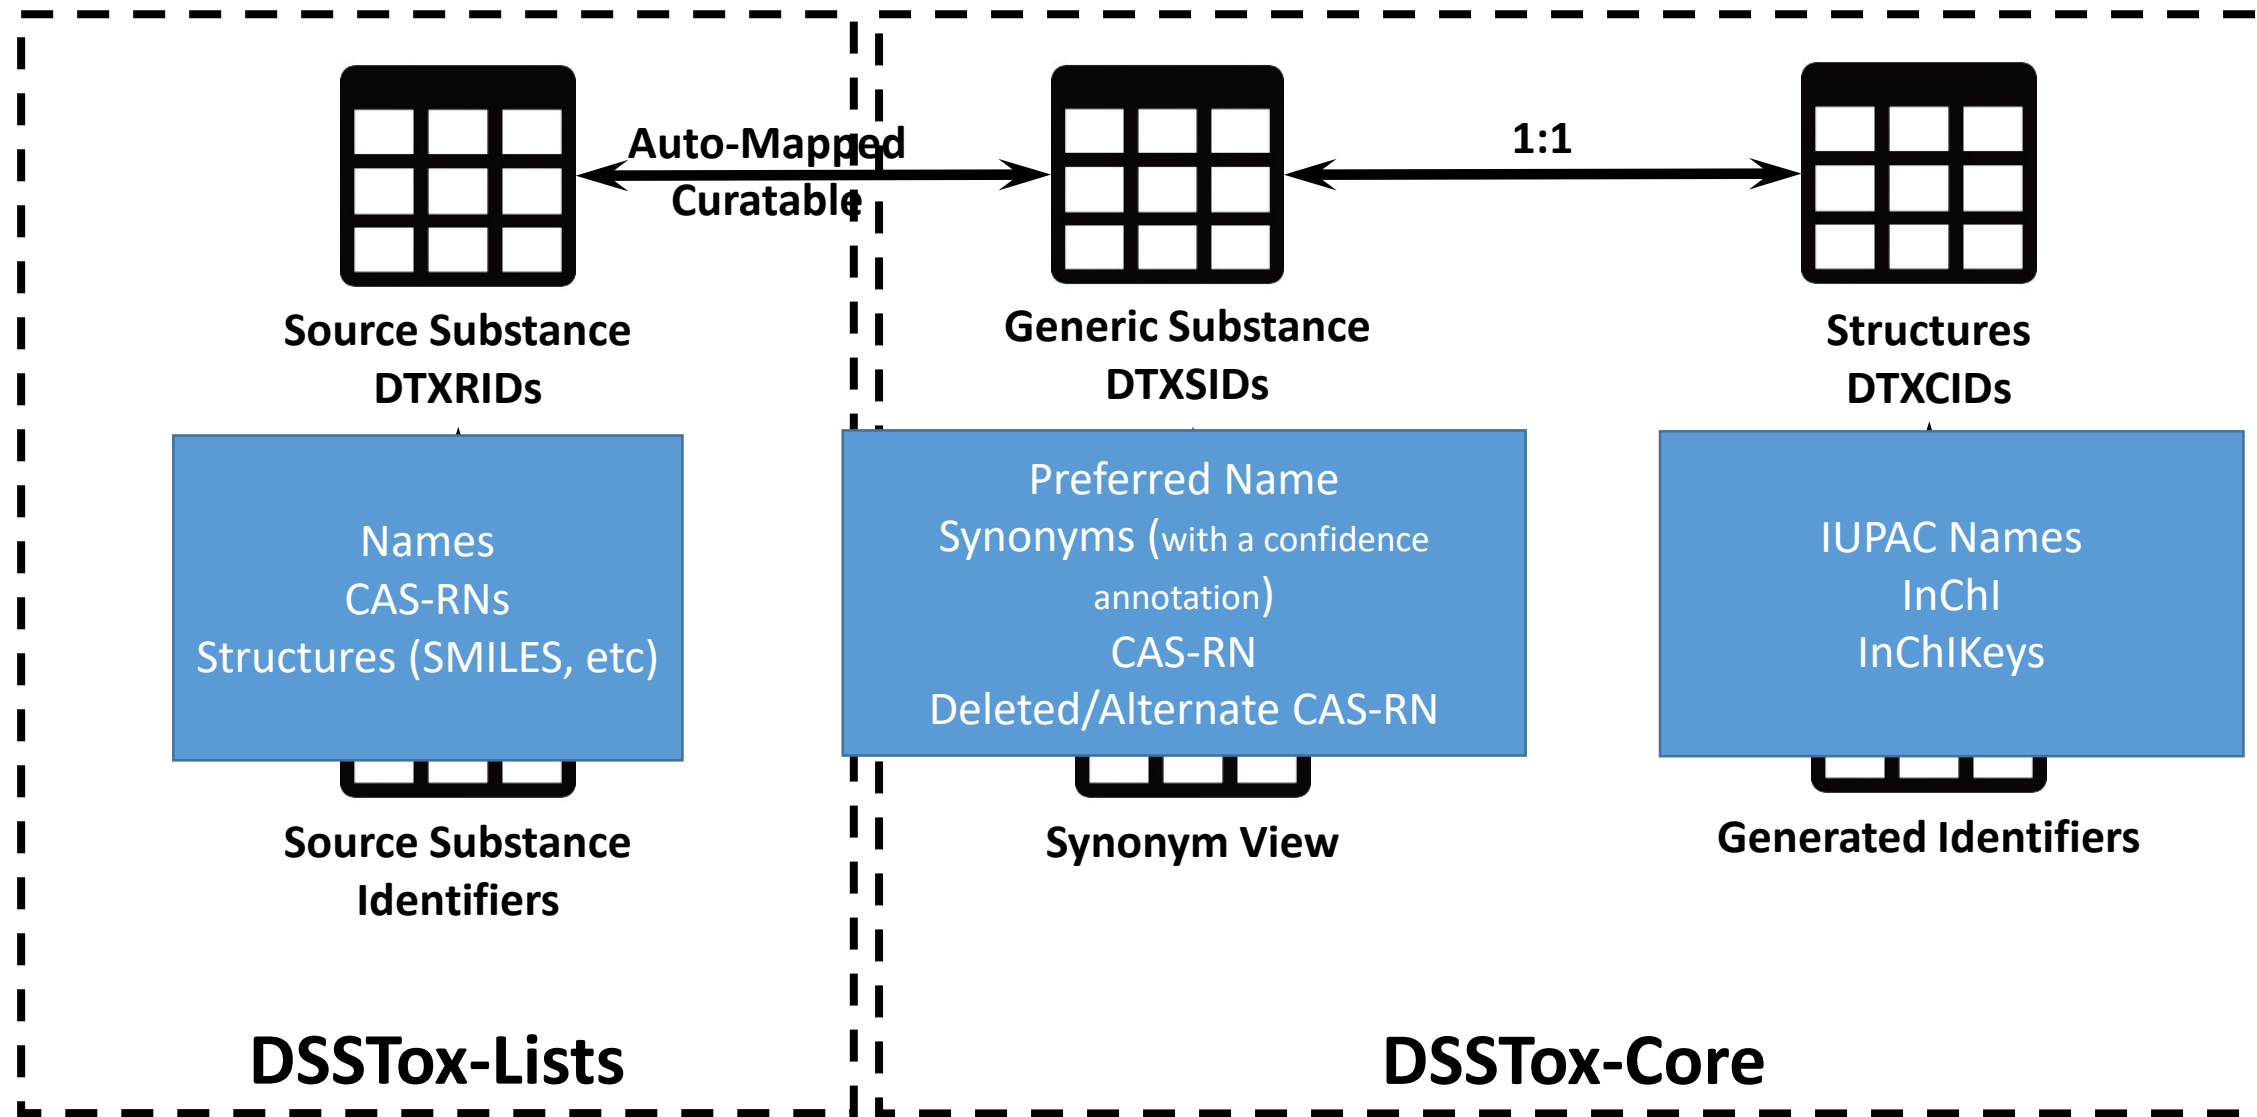 Auto-Mapped
Curatable
1:1
Source Substance
DTXRIDs
Generic Substance
DTXSIDs
Structures
DTXCIDs
Names
CAS-RNs
Structures (SMILES, etc)
Preferred Name
Synonyms (with a confidence
annotation)
CAS-RN
Deleted/Alternate CAS-RN
IUPAC Names
InChI
InChIKeys
Source Substance
Identifiers
Synonym View
Generated Identifiers
DSSTox-Lists
DSSTox-Core